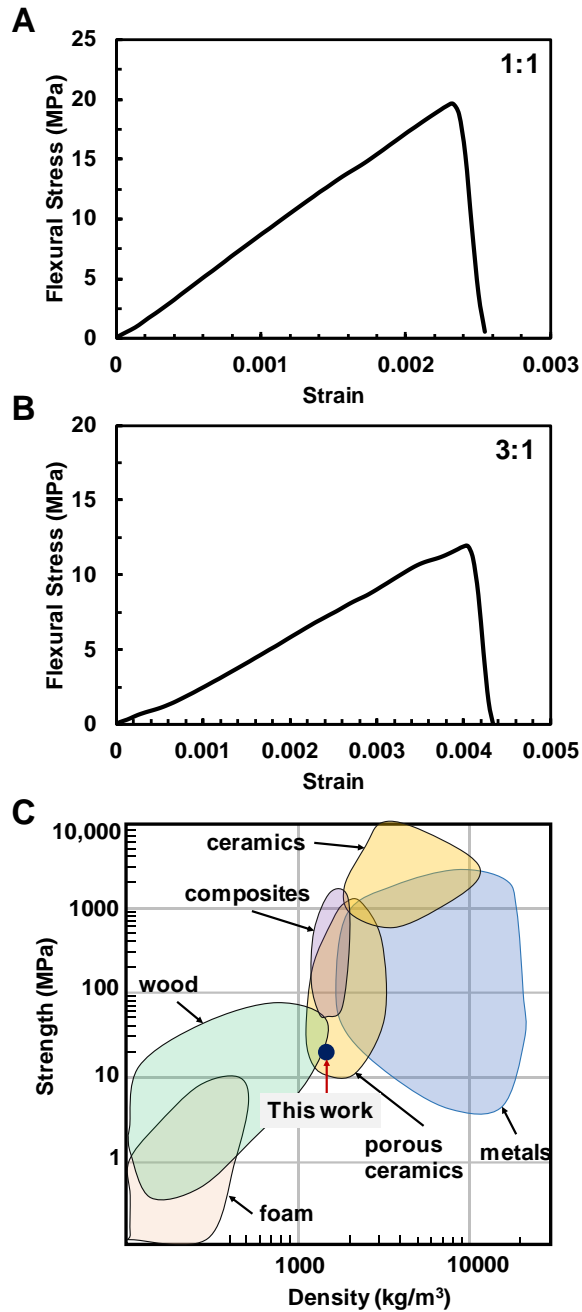 A
1:1
Flexural Stress (MPa)
25
20
15
10
5
0
0 0.001 0.002 0.003
Strain
B
3:1
Flexural Stress (MPa)
20
15
10
5
0
0 0.001 0.002 0.003 0.004 0.005
Strain
C
Strength (MPa)
10,000
1000
100
10
1
ceramics
composites
wood
This work
porous
ceramics
metals
foam
1000 10000
Density (kg/m³)